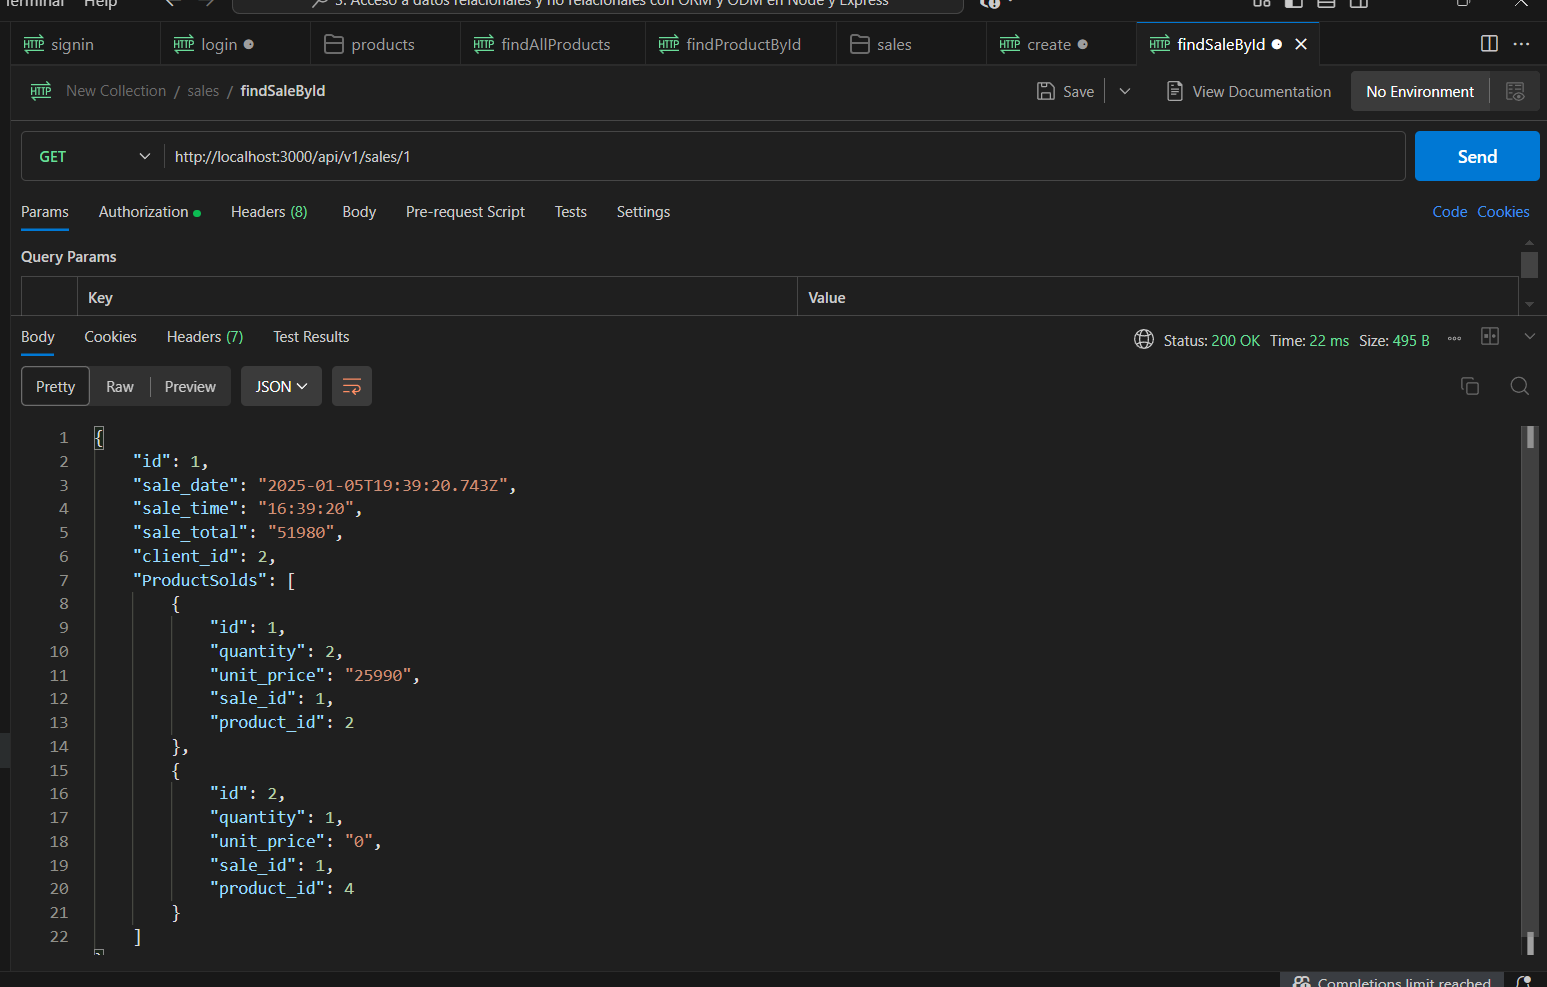 Terminal Help 3. Acceso a datos relacionales y no relacionales con ORM y ODM en Node y Express
HTTP signin HTTP login products HTTP findAllProducts HTTP findProductById sales HTTP create HTTP findSaleById
HTTP New Collection / sales / findSaleById Save View Documentation No Environment
GET http://localhost:3000/api/v1/sales/1 Send
Params Authorization Headers (8) Body Pre-request Script Tests Settings Code Cookies
Query Params
Key Value
Body Cookies Headers (7) Test Results Status: 200 OK Time: 22 ms Size: 495 B
Pretty Raw Preview JSON
1 {
2 "id": 1,
3 "sale_date": "2025-01-05T19:39:20.743Z",
4 "sale_time": "16:39:20",
5 "sale_total": "51980",
6 "client_id": 2,
7 "ProductSolds": [
8 {
9 "id": 1,
10 "quantity": 2,
11 "unit_price": "25990",
12 "sale_id": 1,
13 "product_id": 2
14 },
15 {
16 "id": 2,
17 "quantity": 1,
18 "unit_price": "0",
19 "sale_id": 1,
20 "product_id": 4
21 }
22 ]
Completions limit reached